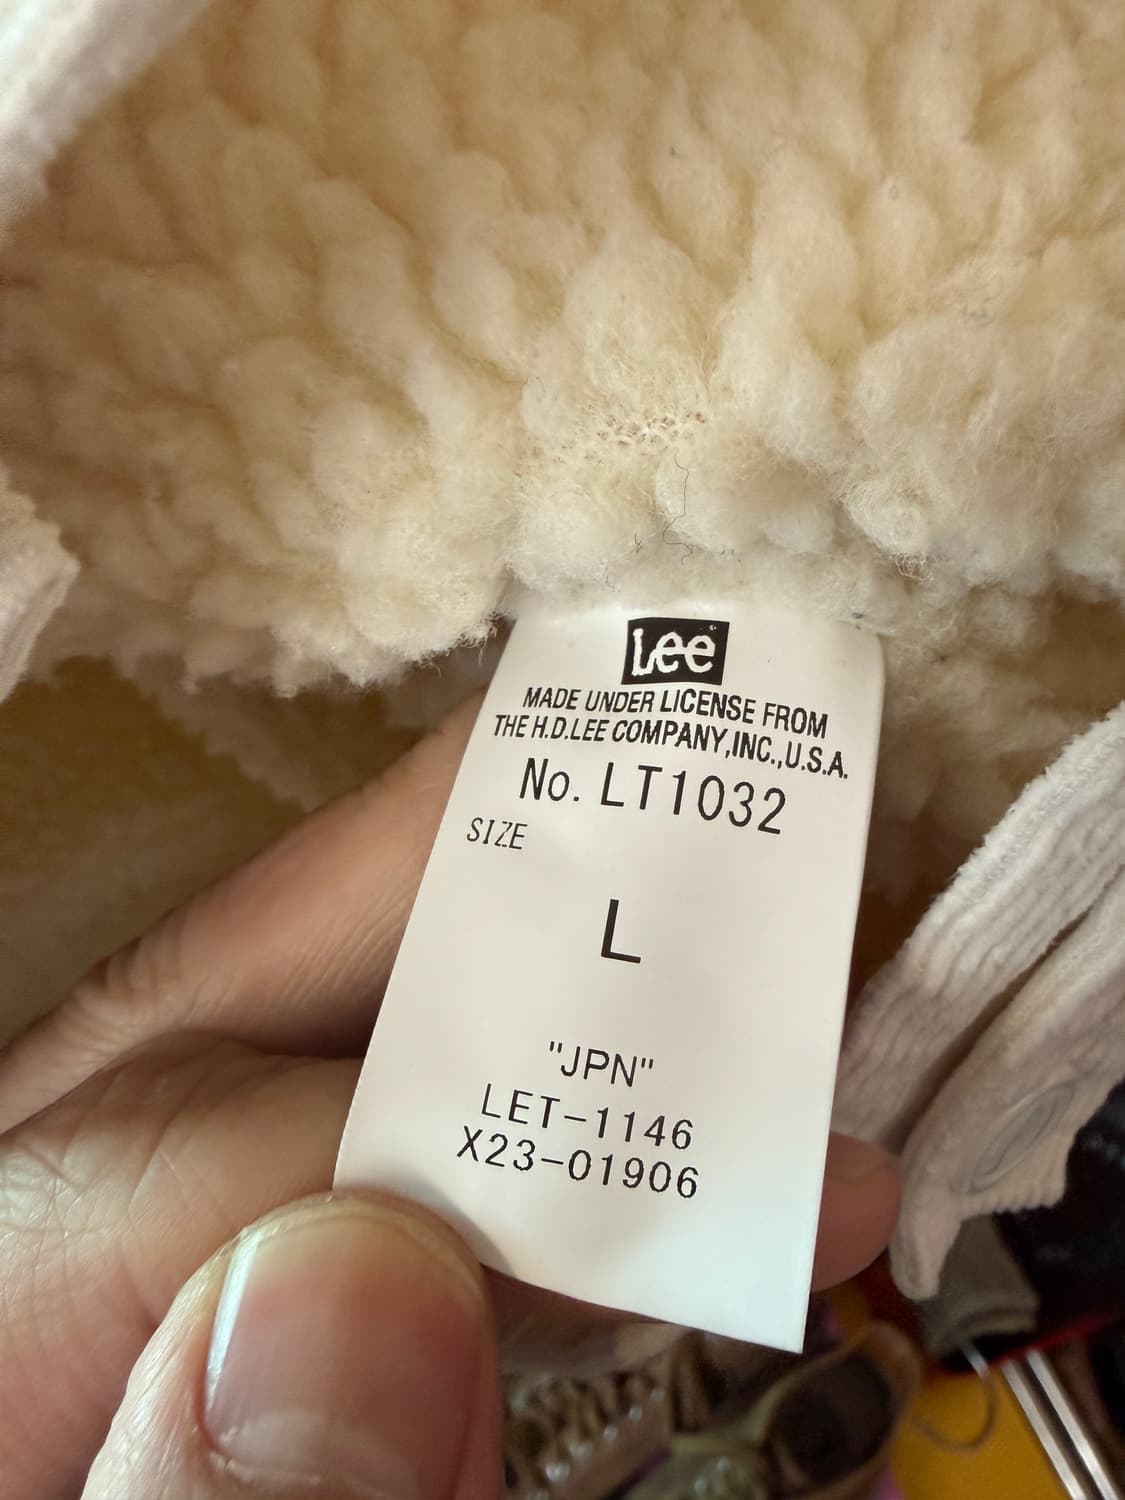 Lee
MADE UNDER LICENSE FROM
THE H.D.LEE COMPANY,INC.,U.S.A.
No. LT1032
SIZE
L
"JPN"
LET-1146
X23-01906